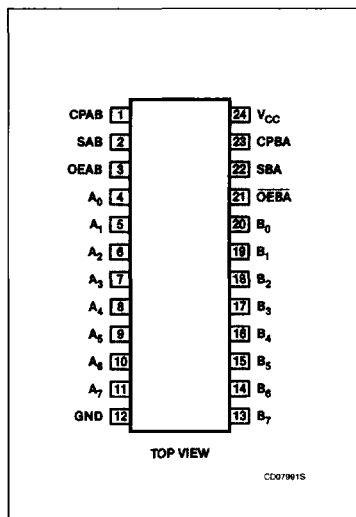 CPAB 1 24 VCC
SAB 2 23 CPBA
OEAB 3 22 SBA
A0 4 21 OEBA
A1 5 20 B0
A2 6 19 B1
A3 7 18 B2
A4 8 17 B3
A5 9 16 B4
A6 10 15 B5
A7 11 14 B6
GND 12 13 B7
TOP VIEW
CD07991S